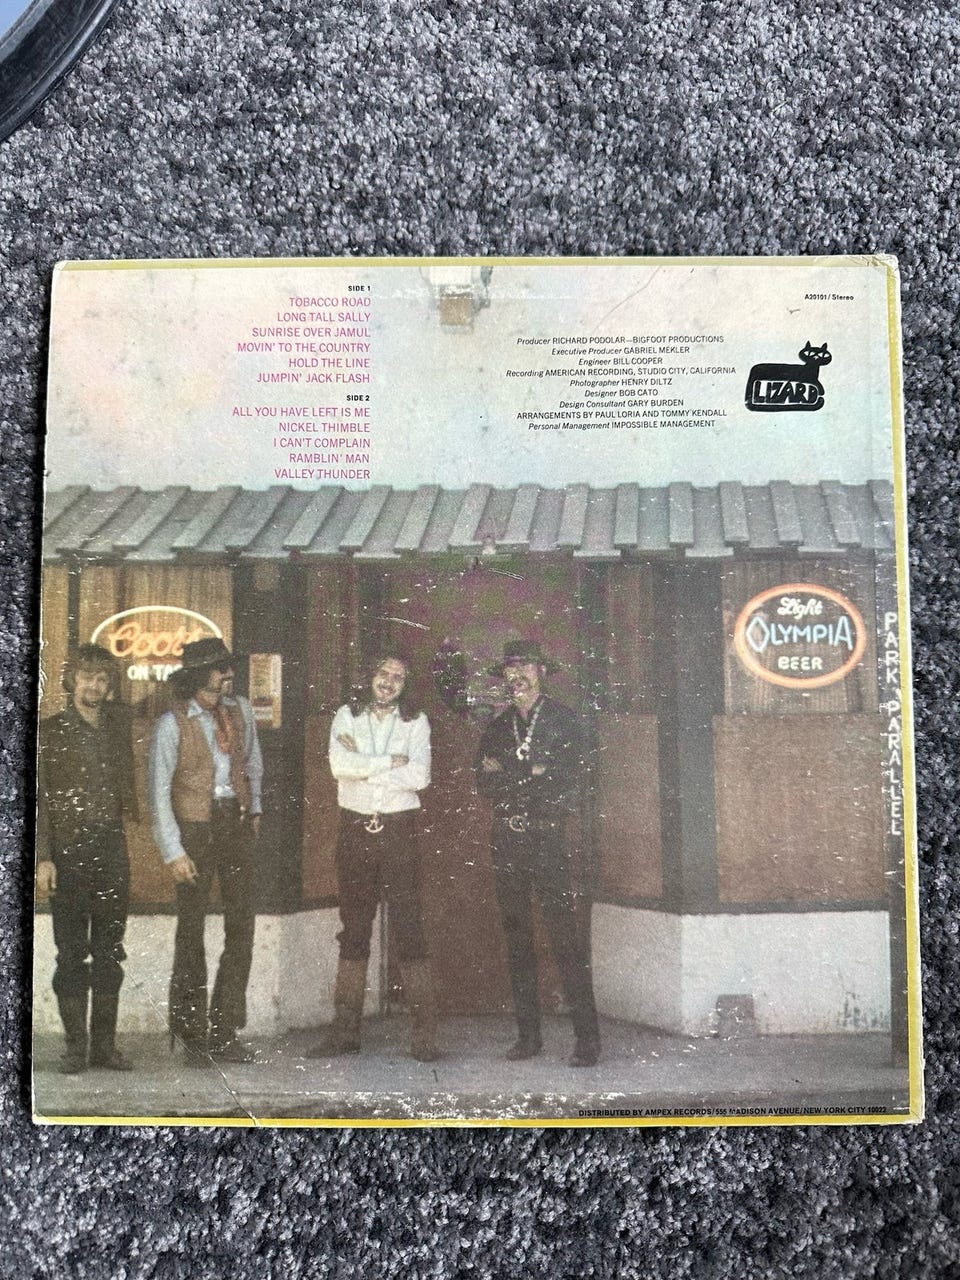 SIDE 1
TOBACCO ROAD
LONG TALL SALLY
SUNRISE OVER JAMUL
MOVIN' TO THE COUNTRY
HOLD THE LINE
JUMPIN' JACK FLASH
SIDE 2
ALL YOU HAVE LEFT IS ME
NICKEL THIMBLE
I CAN'T COMPLAIN
RAMBLIN' MAN
VALLEY THUNDER
A20101/Stereo
Producer RICHARD PODOLAR—BIGFOOT PRODUCTIONS
Executive Producer GABRIEL MEKLER
Engineer BILL COOPER
Recording AMERICAN RECORDING, STUDIO CITY, CALIFORNIA
Photographer HENRY DILTZ
Designer BOB CATO
Design Consultant GARY BURDEN
ARRANGEMENTS BY PAUL LORIA AND TOMMY KENDALL
Personal Management IMPOSSIBLE MANAGEMENT
LIZARD
Coors
ON TA
Light
OLYMPIA
BEER
PARK PARALLEL
DISTRIBUTED BY AMPEX RECORDS/555 MADISON AVENUE/NEW YORK CITY 10022